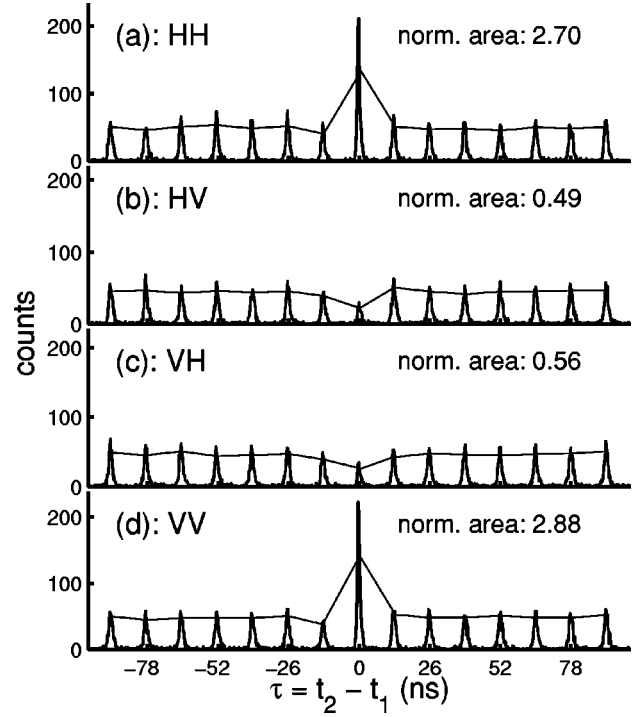 200
(a): HH
norm. area: 2.70
100
0
200
(b): HV
norm. area: 0.49
100
0
counts
200
(c): VH
norm. area: 0.56
100
0
200
(d): VV
norm. area: 2.88
100
0
−78 −52 −26 0 26 52 78
τ = t₂ − t₁ (ns)